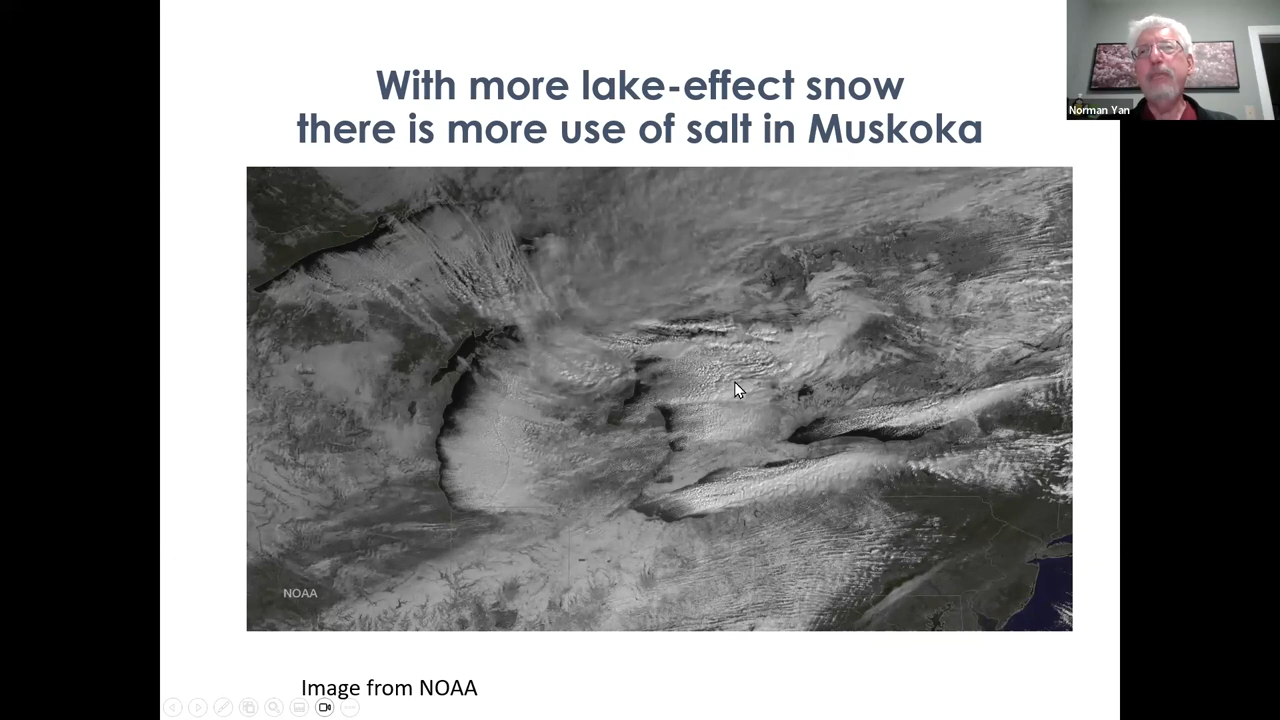 With more lake-effect snow
there is more use of salt in Muskoka
Norman Yan
NOAA
Image from NOAA